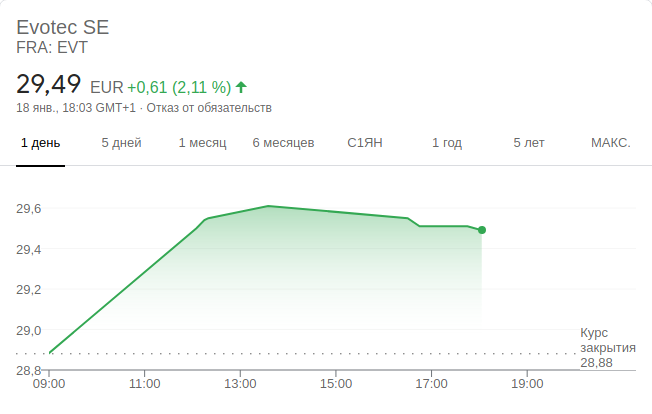 Evotec SE
FRA: EVT
29,49 EUR +0,61 (2,11 %)
18 янв., 18:03 GMT+1 · Отказ от обязательств
1 день 5 дней 1 месяц 6 месяцев С1ЯН 1 год 5 лет МАКС.
29,6
29,4
29,2
29,0
Курс
закрытия
28,88
28,8
09:00 11:00 13:00 15:00 17:00 19:00